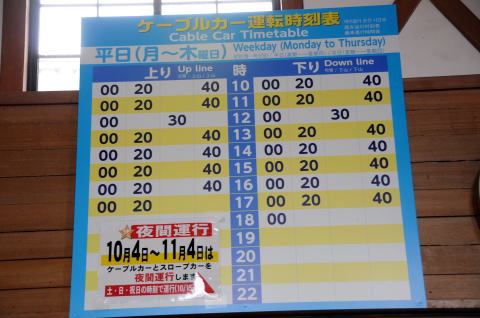 ケーブルカー運転時刻表
Cable Car Timetable
平日(月〜木曜日) Weekday (Monday to Thursday)
上り Up line 時 下り Down line
00 20 40 10 00 20 40
00 20 40 11 00 20 40
00 30 12 00 30
00 20 40 13 00 20 40
00 20 40 14 00 20 40
00 20 40 15 00 20 40
00 20 40 16 00 20 40
00 20 17 00 20 40
18 00
19
20
21
22
夜間運行
10月4日〜11月4日は
ケーブルカーとスロープカーを
夜間運行します
土・日・祝日の時刻で運行